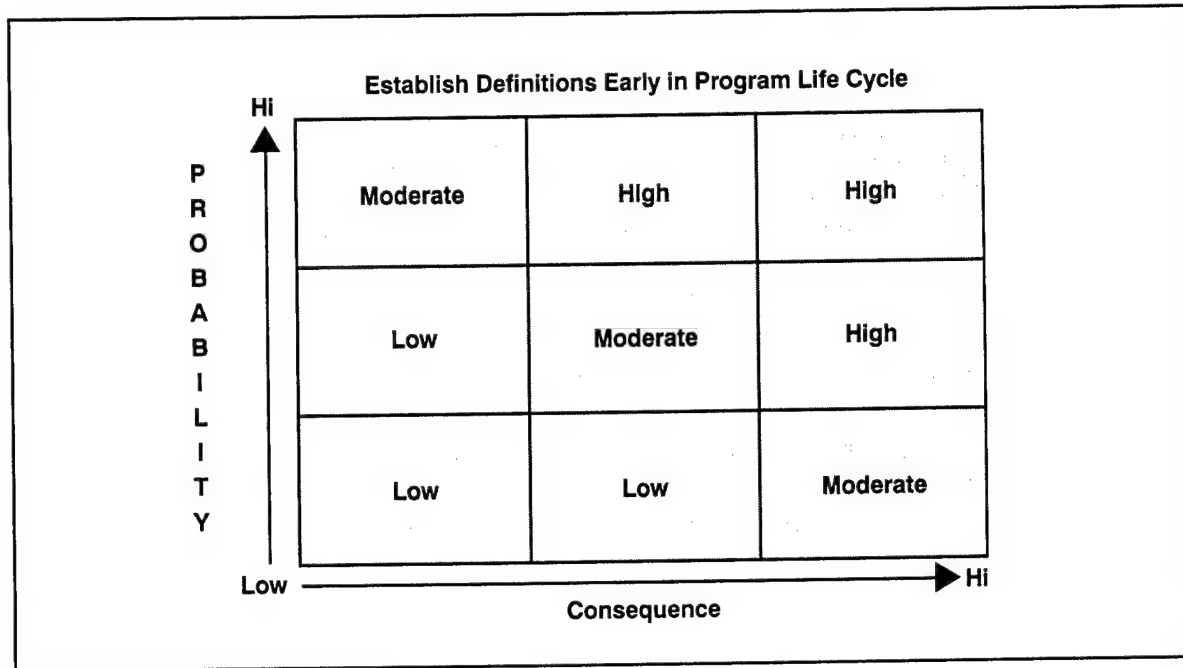 Establish Definitions Early in Program Life Cycle
Hi
PROBABILITY
Moderate High High
Low Moderate High
Low Low Moderate
Low
Hi
Consequence